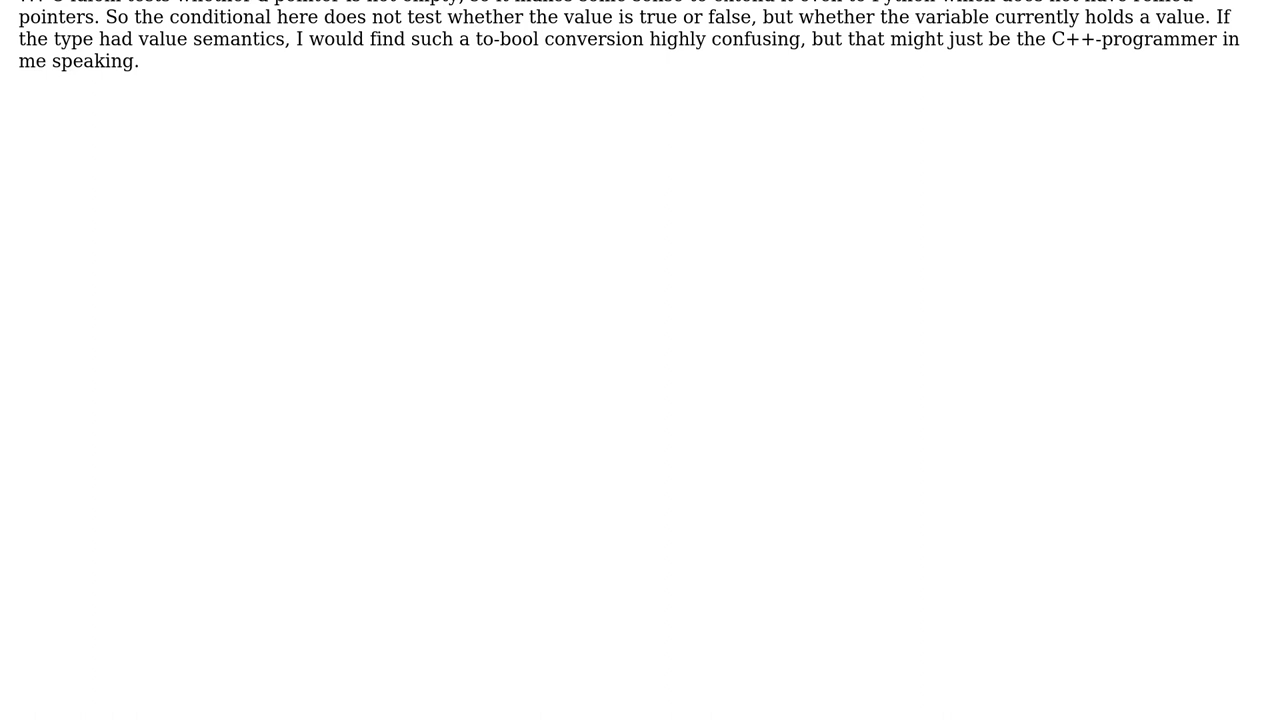 pointers. So the conditional here does not test whether the value is true or false, but whether the variable currently holds a value. If
the type had value semantics, I would find such a to-bool conversion highly confusing, but that might just be the C++-programmer in
me speaking.